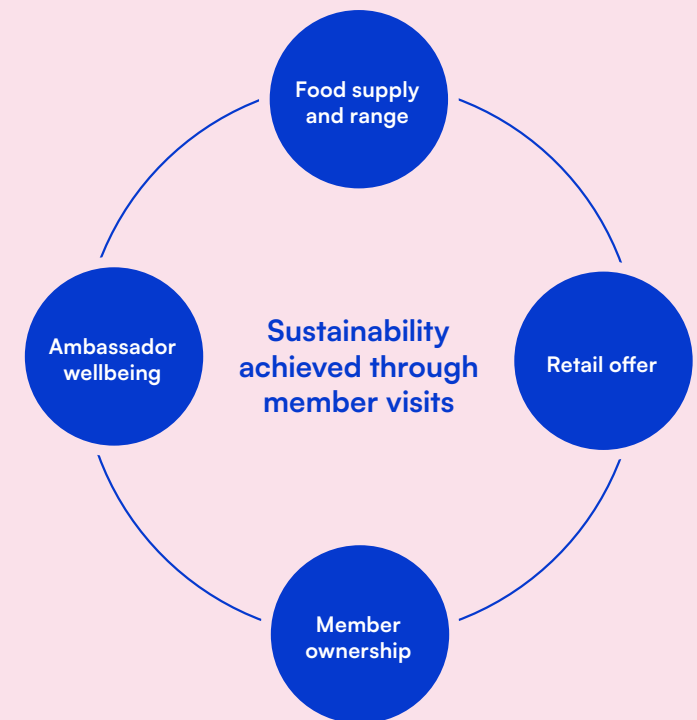 Food supply
and range
Ambassador
wellbeing
Sustainability
achieved through
member visits
Retail offer
Member
ownership